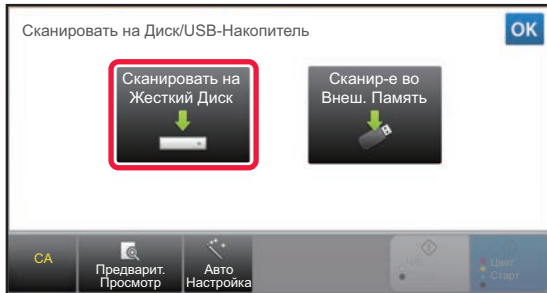 Сканировать на Диск/USB-Накопитель
OK
Сканировать на
Жесткий Диск
Сканир-е во
Внеш. Память
CA
Предварит.
Просмотр
Авто
Настройка
Ч/Б
Старт
Цвет
Старт